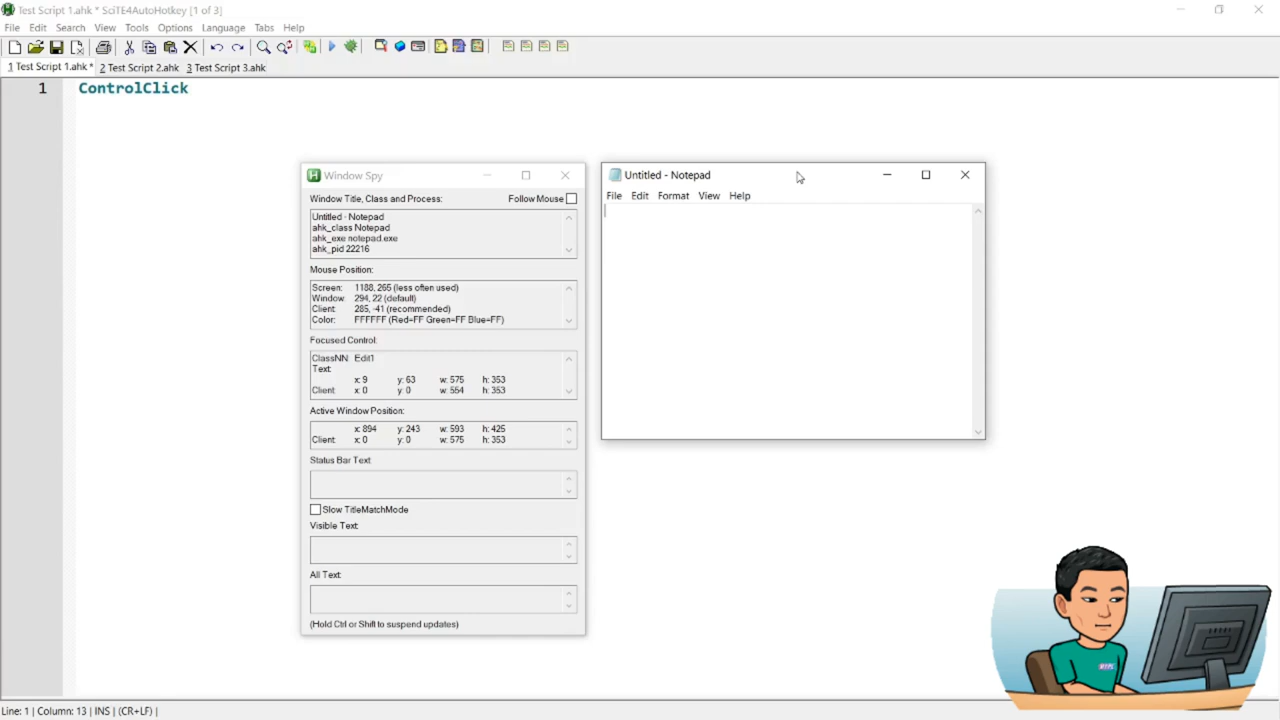 Test Script 1.ahk * SciTE4AutoHotkey [1 of 3]
File Edit Search View Tools Options Language Tabs Help
1 Test Script 1.ahk * 2 Test Script 2.ahk 3 Test Script 3.ahk
1 ControlClick
Window Spy
Window Title, Class and Process: Follow Mouse
Untitled - Notepad
ahk_class Notepad
ahk_exe notepad.exe
ahk_pid 22216
Mouse Position:
Screen: 1188, 265 (less often used)
Window: 294, 22 (default)
Client: 285, -41 (recommended)
Color: FFFFFF (Red=FF Green=FF Blue=FF)
Focused Control:
ClassNN: Edit1
Text:
x: 9 y: 63 w: 575 h: 353
Client: x: 0 y: 0 w: 554 h: 353
Active Window Position:
x: 894 y: 243 w: 593 h: 425
Client: x: 0 y: 0 w: 575 h: 353
Status Bar Text:
Slow TitleMatchMode
Visible Text:
All Text:
(Hold Ctrl or Shift to suspend updates)
Untitled - Notepad
File Edit Format View Help
Line: 1 | Column: 13 | INS | (CR+LF) |